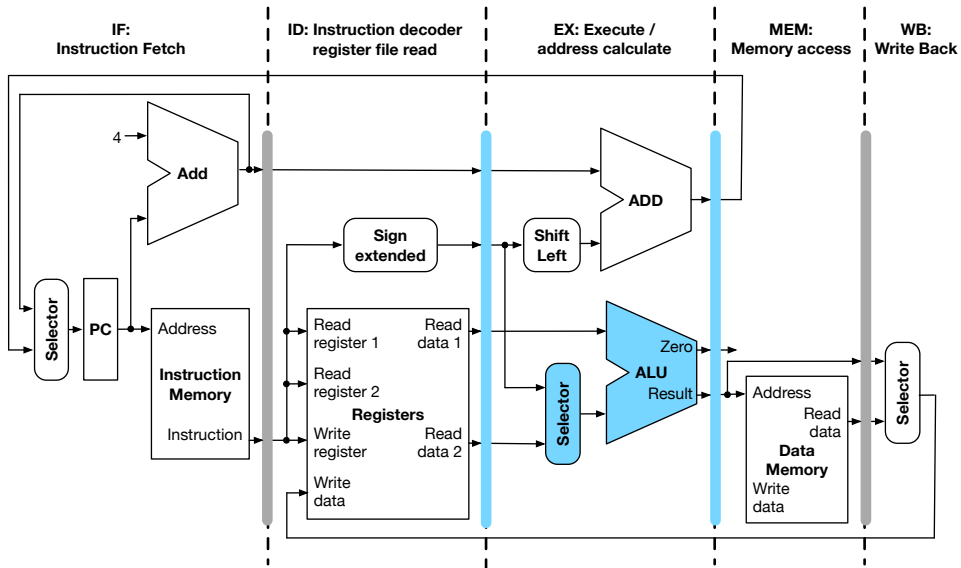 IF:
Instruction Fetch
ID: Instruction decoder
register file read
EX: Execute /
address calculate
MEM:
Memory access
WB:
Write Back
4
Add
ADD
Sign
extended
Shift
Left
Selector
PC
Address
Instruction
Memory
Instruction
Read
register 1
Read
data 1
Read
register 2
Registers
Write
register
Read
data 2
Write
data
Selector
Zero
ALU
Result
Address
Read
data
Data
Memory
Write
data
Selector